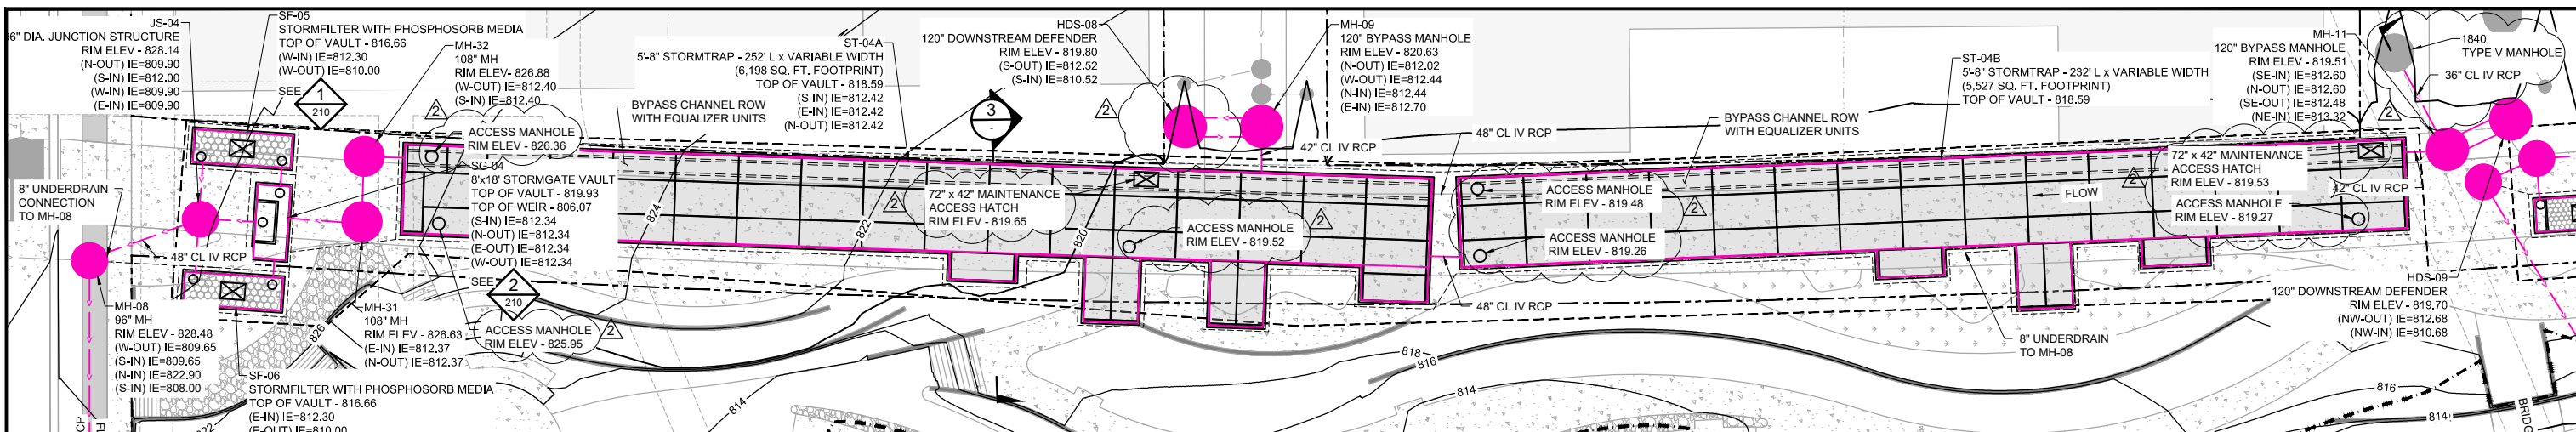 JS-04
6" DIA. JUNCTION STRUCTURE
RIM ELEV - 828.14
(N-OUT) IE=809.90
(S-IN) IE=812.00
(W-IN) IE=809.90
(E-IN) IE=809.90
SF-05
STORMFILTER WITH PHOSPHOSORB MEDIA
TOP OF VAULT - 816.66
(W-IN) IE=812.30
(W-OUT) IE=810.00
SEE
1
210
MH-32
108" MH
RIM ELEV- 826.88
(W-OUT) IE=812.40
(S-IN) IE=812.40
2
ACCESS MANHOLE
RIM ELEV - 826.36
SG-04
8'x18' STORMGATE VAULT
TOP OF VAULT - 819.93
TOP OF WEIR - 806.07
(S-IN) IE=812.34
(N-OUT) IE=812.34
(E-OUT) IE=812.34
(W-OUT) IE=812.34
SEE
2
210
ACCESS MANHOLE
RIM ELEV - 825.95
2
8" UNDERDRAIN
CONNECTION
TO MH-08
48" CL IV RCP
MH-08
96" MH
RIM ELEV - 828.48
(W-OUT) IE=809.65
(S-IN) IE=809.65
(N-IN) IE=822.90
(S-IN) IE=808.00
SF-06
STORMFILTER WITH PHOSPHOSORB MEDIA
TOP OF VAULT - 816.66
(E-IN) IE=812.30
(E-OUT) IE=810.00
MH-31
108" MH
RIM ELEV - 826.63
(E-IN) IE=812.37
(N-OUT) IE=812.37
826
822
CP
FL
ST-04A
5'-8" STORMTRAP - 252' L x VARIABLE WIDTH
(6,198 SQ. FT. FOOTPRINT)
TOP OF VAULT - 818.59
(S-IN) IE=812.42
(E-IN) IE=812.42
(N-OUT) IE=812.42
BYPASS CHANNEL ROW
WITH EQUALIZER UNITS
824
822
820
814
HDS-08
120" DOWNSTREAM DEFENDER
RIM ELEV - 819.80
(S-OUT) IE=812.52
(S-IN) IE=810.52
3
-
2
MH-09
120" BYPASS MANHOLE
RIM ELEV - 820.63
(N-OUT) IE=812.02
(W-OUT) IE=812.44
(N-IN) IE=812.44
(E-IN) IE=812.70
42" CL IV RCP
48" CL IV RCP
72" x 42" MAINTENANCE
ACCESS HATCH
RIM ELEV - 819.65
2
ACCESS MANHOLE
RIM ELEV - 819.52
2
48" CL IV RCP
818
816
814
ACCESS MANHOLE
RIM ELEV - 819.48
2
ACCESS MANHOLE
RIM ELEV - 819.26
BYPASS CHANNEL ROW
WITH EQUALIZER UNITS
ST-04B
5'-8" STORMTRAP - 232' L x VARIABLE WIDTH
(5,527 SQ. FT. FOOTPRINT)
TOP OF VAULT - 818.59
FLOW
2
72" x 42" MAINTENANCE
ACCESS HATCH
RIM ELEV - 819.53
ACCESS MANHOLE
RIM ELEV - 819.27
42" CL IV RCP
MH-11
120" BYPASS MANHOLE
RIM ELEV - 819.51
(SE-IN) IE=812.60
(N-OUT) IE=812.60
(SE-OUT) IE=812.48
(NE-IN) IE=813.32
2
1840
TYPE V MANHOLE
36" CL IV RCP
HDS-09
120" DOWNSTREAM DEFENDER
RIM ELEV - 819.70
(NW-OUT) IE=812.68
(NW-IN) IE=810.68
8" UNDERDRAIN
TO MH-08
816
814
BRIDG